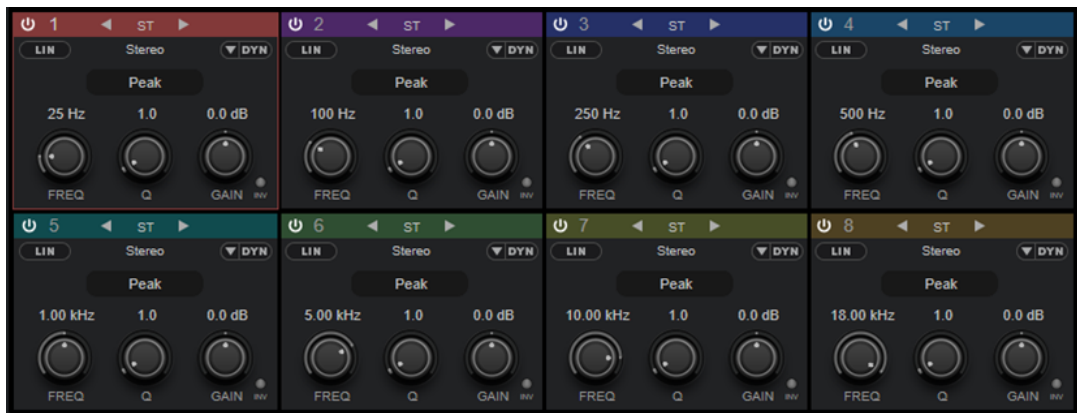 1 ST 2 ST 3 ST 4 ST
LIN Stereo DYN LIN Stereo DYN LIN Stereo DYN LIN Stereo DYN
Peak Peak Peak Peak
25 Hz 1.0 0.0 dB 100 Hz 1.0 0.0 dB 250 Hz 1.0 0.0 dB 500 Hz 1.0 0.0 dB
FREQ Q GAIN INV FREQ Q GAIN INV FREQ Q GAIN INV FREQ Q GAIN INV
5 ST 6 ST 7 ST 8 ST
LIN Stereo DYN LIN Stereo DYN LIN Stereo DYN LIN Stereo DYN
Peak Peak Peak Peak
1.00 kHz 1.0 0.0 dB 5.00 kHz 1.0 0.0 dB 10.00 kHz 1.0 0.0 dB 18.00 kHz 1.0 0.0 dB
FREQ Q GAIN INV FREQ Q GAIN INV FREQ Q GAIN INV FREQ Q GAIN INV